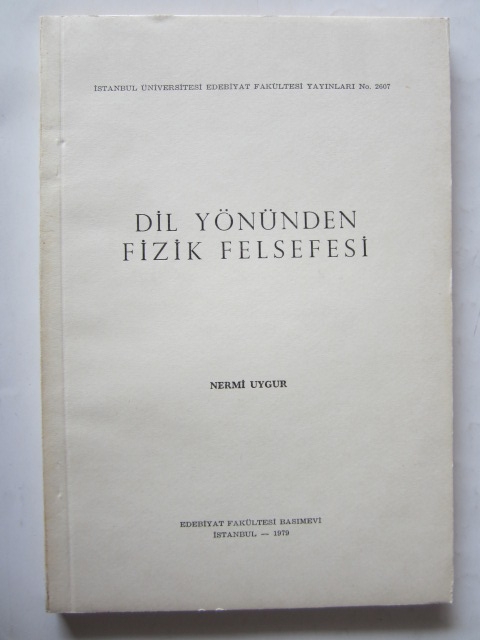 İSTANBUL ÜNİVERSİTESİ EDEBİYAT FAKÜLTESİ YAYINLARI No. 2607
DİL YÖNÜNDEN
FİZİK FELSEFESİ
NERMİ UYGUR
EDEBİYAT FAKÜLTESİ BASIMEVİ
İSTANBUL — 1979